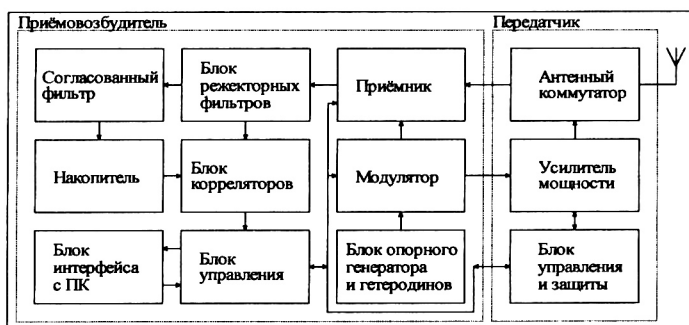 Приёмовозбудитель
Передатчик
Согласованный
фильтр
Блок
режекторных
фильтров
Приёмник
Антенный
коммутатор
Накопитель
Блок
корреляторов
Модулятор
Усилитель
мощности
Блок
интерфейса
с ПК
Блок
управления
Блок опорного
генератора
и гетеродинов
Блок
управления
и защиты